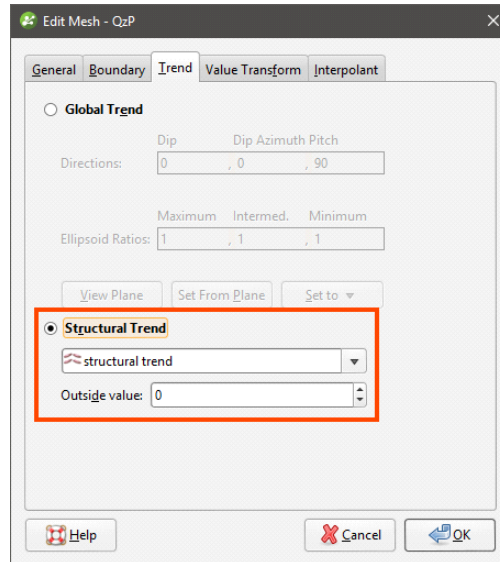 Edit Mesh - QzP
General Boundary Trend Value Transform Interpolant
Global Trend
Dip Dip Azimuth Pitch
Directions: 0 , 0 , 90
Maximum Intermed. Minimum
Ellipsoid Ratios: 1 , 1 , 1
View Plane Set From Plane Set to
Structural Trend
structural trend
Outside value: 0
Help Cancel OK